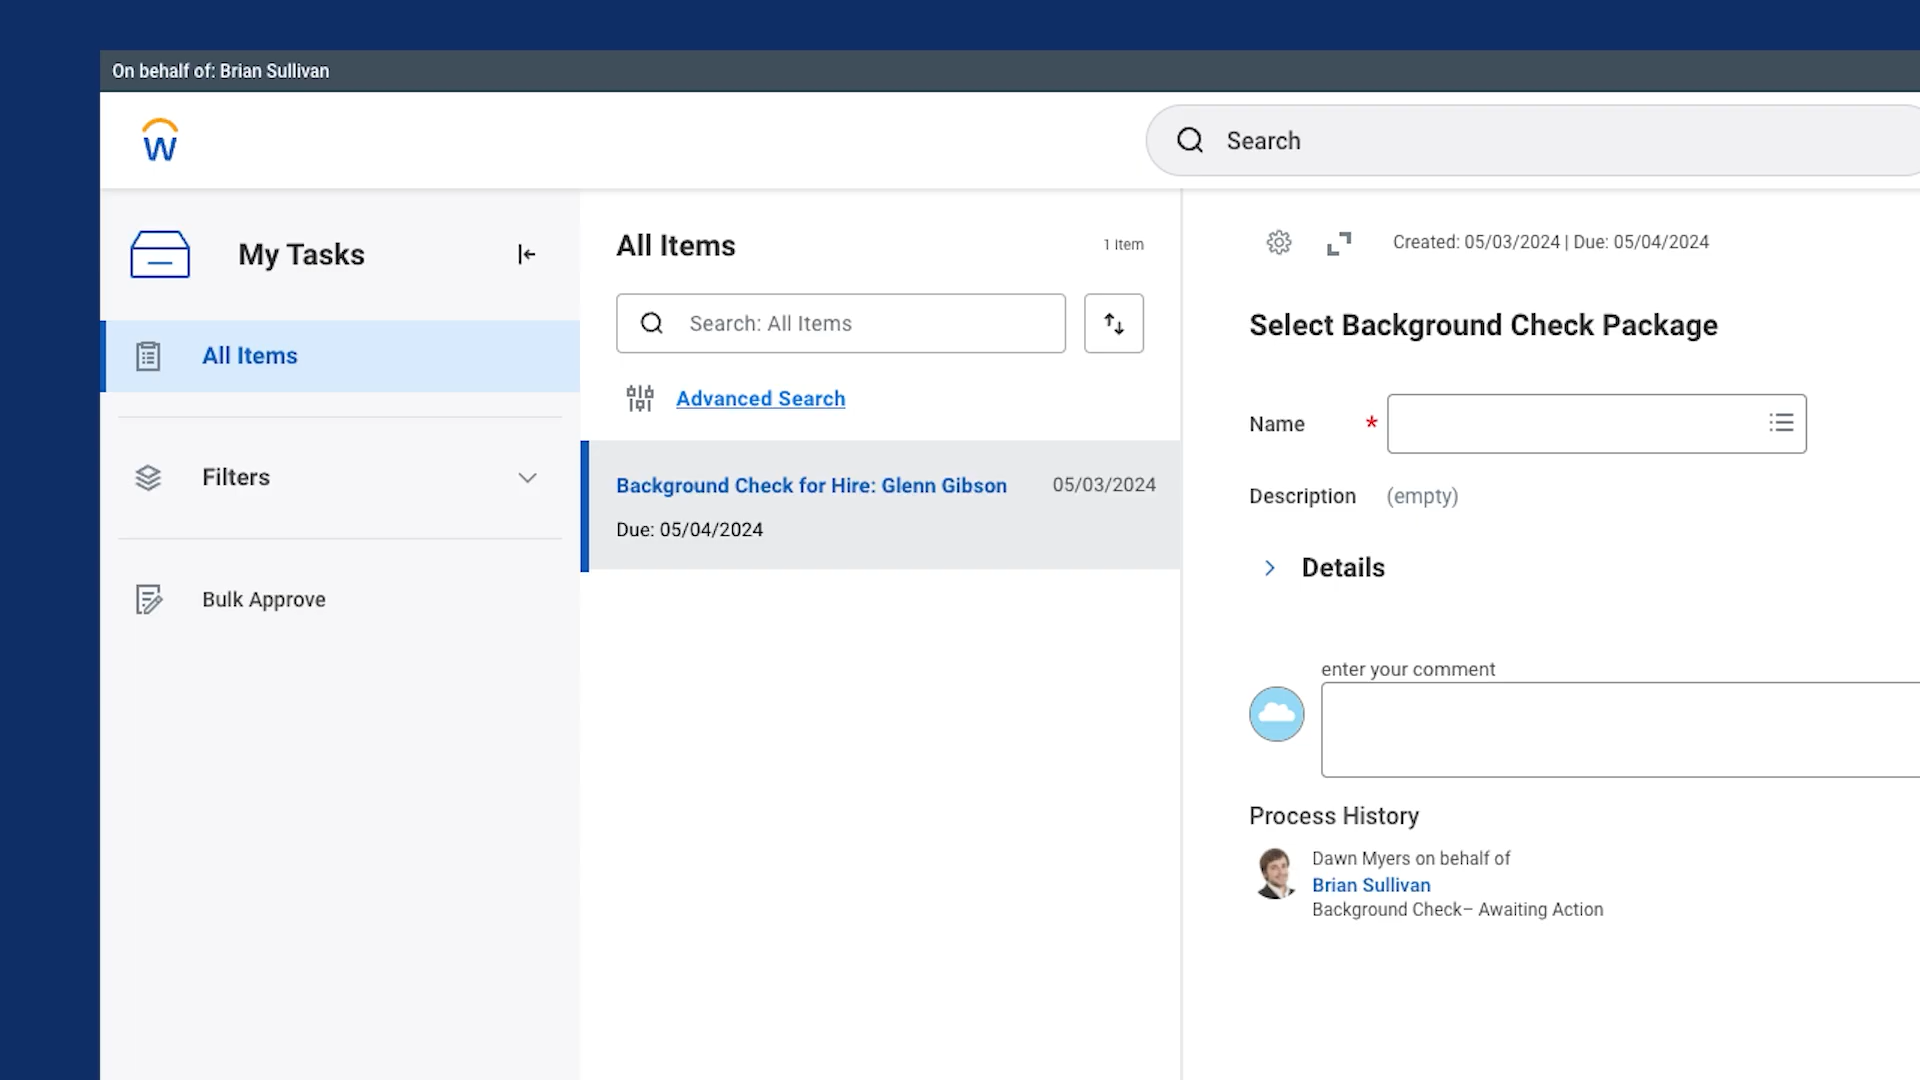 On behalf of: Brian Sullivan
W
Search
My Tasks
All Items
Filters
Bulk Approve
All Items
1 Item
Search: All Items
Advanced Search
Background Check for Hire: Glenn Gibson 05/03/2024
Due: 05/04/2024
Created: 05/03/2024 | Due: 05/04/2024
Select Background Check Package
Name *
Description (empty)
Details
enter your comment
Process History
Dawn Myers on behalf of
Brian Sullivan
Background Check– Awaiting Action